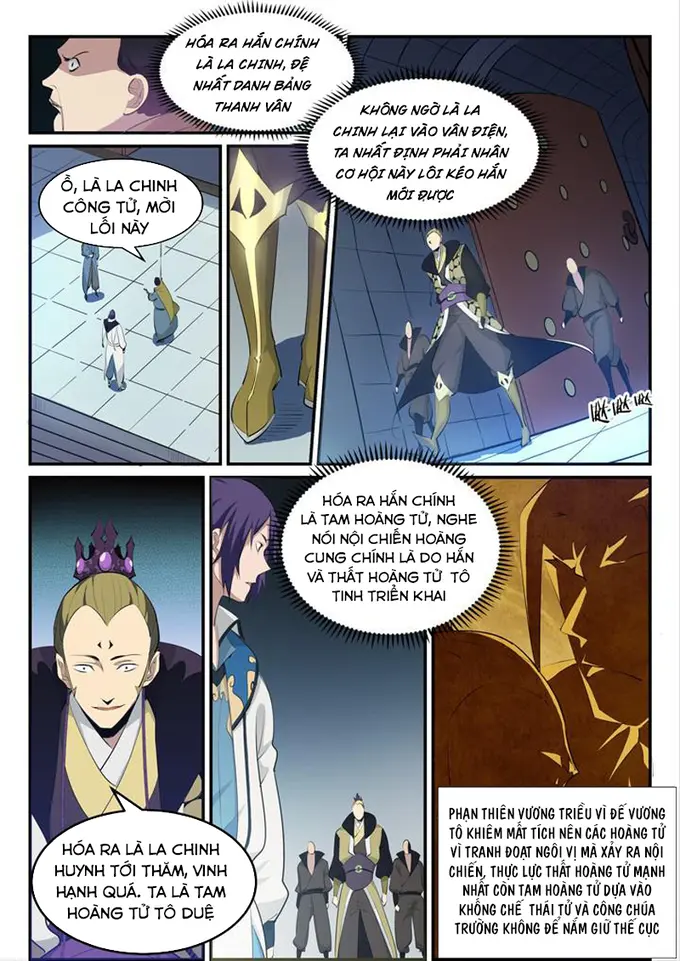 HÓA RA HẮN CHÍNH
LÀ LA CHINH, ĐỆ
NHẤT DANH BẢNG
THANH VÂN
KHÔNG NGỜ LÀ LA
CHINH LẠI VÀO VÂN ĐIỆN,
TA NHẤT ĐỊNH PHẢI NHÂN
CƠ HỘI NÀY LÔI KÉO HẮN
MỚI ĐƯỢC
Ồ, LÀ LA CHINH
CÔNG TỬ, MỜI
LỐI NÀY
HÓA RA HẮN CHÍNH
LÀ TAM HOÀNG TỬ, NGHE
NÓI NỘI CHIẾN HOÀNG
CUNG CHÍNH LÀ DO HẮN
VÀ THẤT HOÀNG TỬ TÔ
TINH TRIỂN KHAI
HÓA RA LÀ LA CHINH
HUYNH TỚI THĂM, VINH
HẠNH QUÁ. TA LÀ TAM
HOÀNG TỬ TÔ DUỆ
PHẠN THIÊN VƯƠNG TRIỀU VÌ ĐẾ VƯƠNG
TÔ KHIÊM MẤT TÍCH NÊN CÁC HOÀNG TỬ
VÌ TRANH ĐOẠT NGÔI VỊ MÀ XẢY RA NỘI
CHIẾN, THỰC LỰC THẤT HOÀNG TỬ MẠNH
NHẤT CÒN TAM HOÀNG TỬ DỰA VÀO
KHÔNG CHẾ THÁI TỬ VÀ CÔNG CHÚA
TRƯỜNG KHÔNG ĐỂ NẮM GIỮ THẾ CỤC